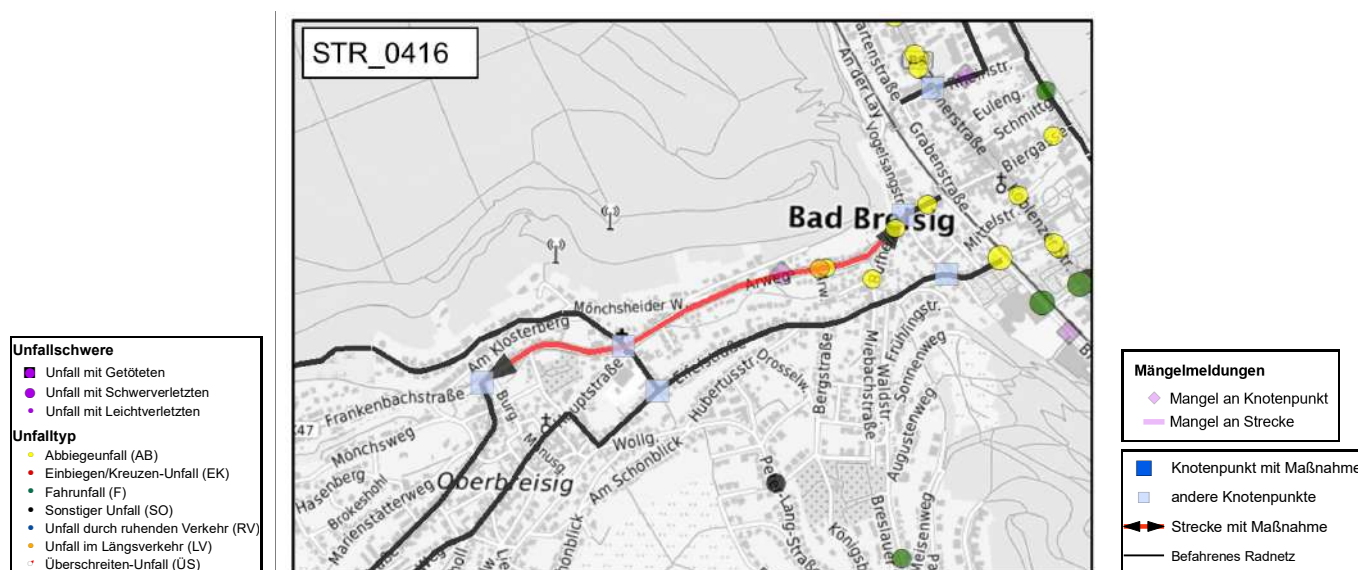 STR_0416
Bad Breisig
Oberbreisig
An der Lay
Vogelsangstr.
Grabenstraße
Euleng.
Schmittg.
Biergasse
Mittelstr.
Arweg
Mönchsheider W.
Am Klosterberg
Frankenbachstraße
Mönchsweg
Hasenberg
Brokeshohl
Marienstatterweg
Burg
Hauptstraße
Eifelstraße
Wollg.
Am Schönblick
Hubertusstr.
Drosselw.
Bergstraße
Miebachstraße
Waldstr.
Frühlingstr.
Sonnenweg
Augustenweg
Unfallschwere
Unfall mit Getöteten
Unfall mit Schwerverletzten
Unfall mit Leichtverletzten
Unfalltyp
Abbiegeunfall (AB)
Einbiegen/Kreuzen-Unfall (EK)
Fahrunfall (F)
Sonstiger Unfall (SO)
Unfall durch ruhenden Verkehr (RV)
Unfall im Längsverkehr (LV)
Überschreiten-Unfall (ÜS)
Mängelmeldungen
Mangel an Knotenpunkt
Mangel an Strecke
Knotenpunkt mit Maßnahme
andere Knotenpunkte
Strecke mit Maßnahme
Befahrenes Radnetz